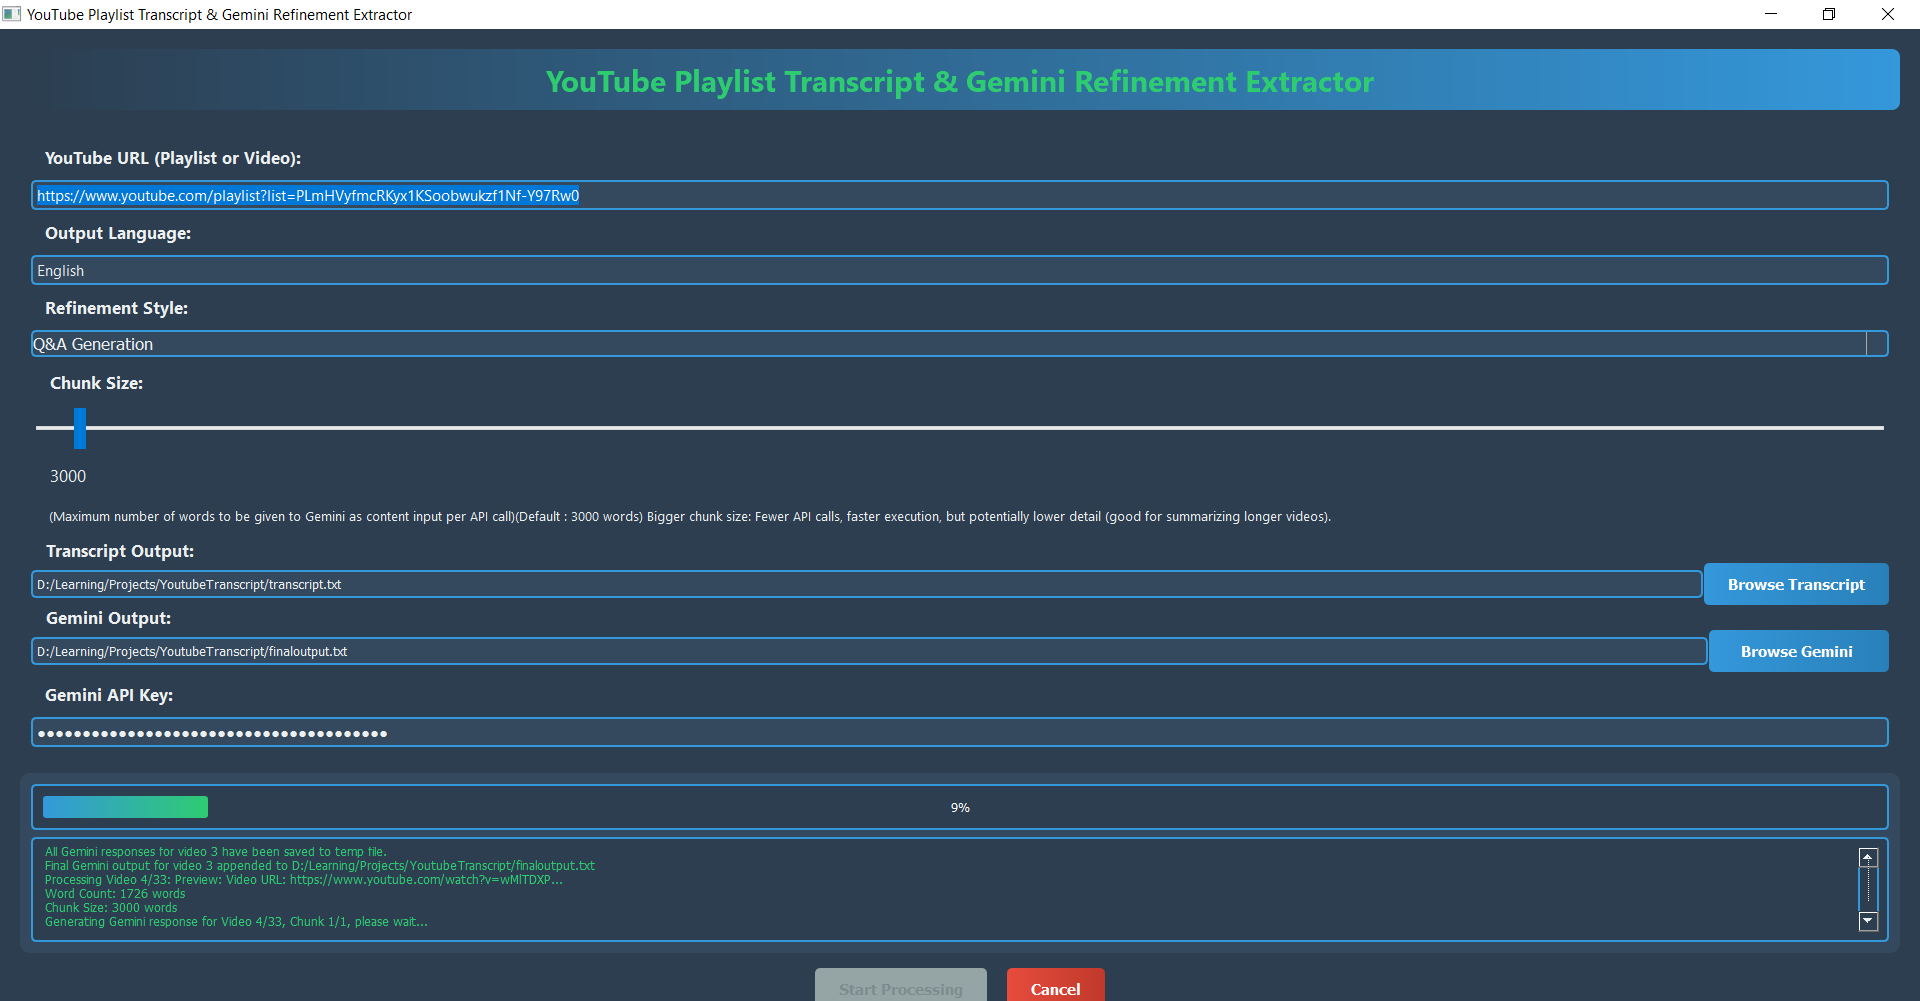 YouTube Playlist Transcript & Gemini Refinement Extractor
YouTube Playlist Transcript & Gemini Refinement Extractor
YouTube URL (Playlist or Video):
https://www.youtube.com/playlist?list=PLmHVyfmcRKyx1KSoobwukzf1Nf-Y97Rw0
Output Language:
English
Refinement Style:
Q&A Generation
Chunk Size:
3000
(Maximum number of words to be given to Gemini as content input per API call)(Default : 3000 words) Bigger chunk size: Fewer API calls, faster execution, but potentially lower detail (good for summarizing longer videos).
Transcript Output:
D:/Learning/Projects/YoutubeTranscript/transcript.txt
Browse Transcript
Gemini Output:
D:/Learning/Projects/YoutubeTranscript/finaloutput.txt
Browse Gemini
Gemini API Key:
9%
All Gemini responses for video 3 have been saved to temp file.
Final Gemini output for video 3 appended to D:/Learning/Projects/YoutubeTranscript/finaloutput.txt
Processing Video 4/33: Preview: Video URL: https://www.youtube.com/watch?v=wMlTDXP...
Word Count: 1726 words
Chunk Size: 3000 words
Generating Gemini response for Video 4/33, Chunk 1/1, please wait...
Start Processing
Cancel